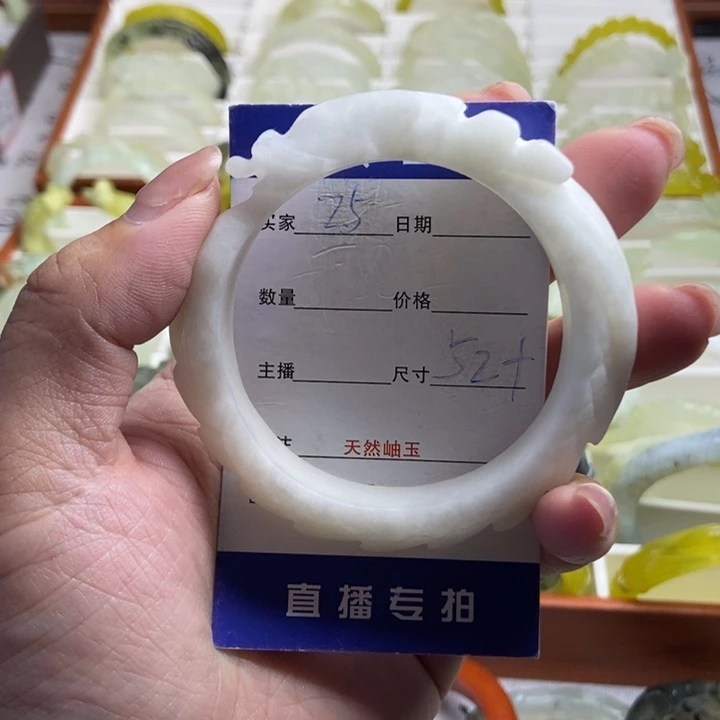 买家 25 日期
数量 价格
主播 尺寸 52+
天然岫玉
直播专拍